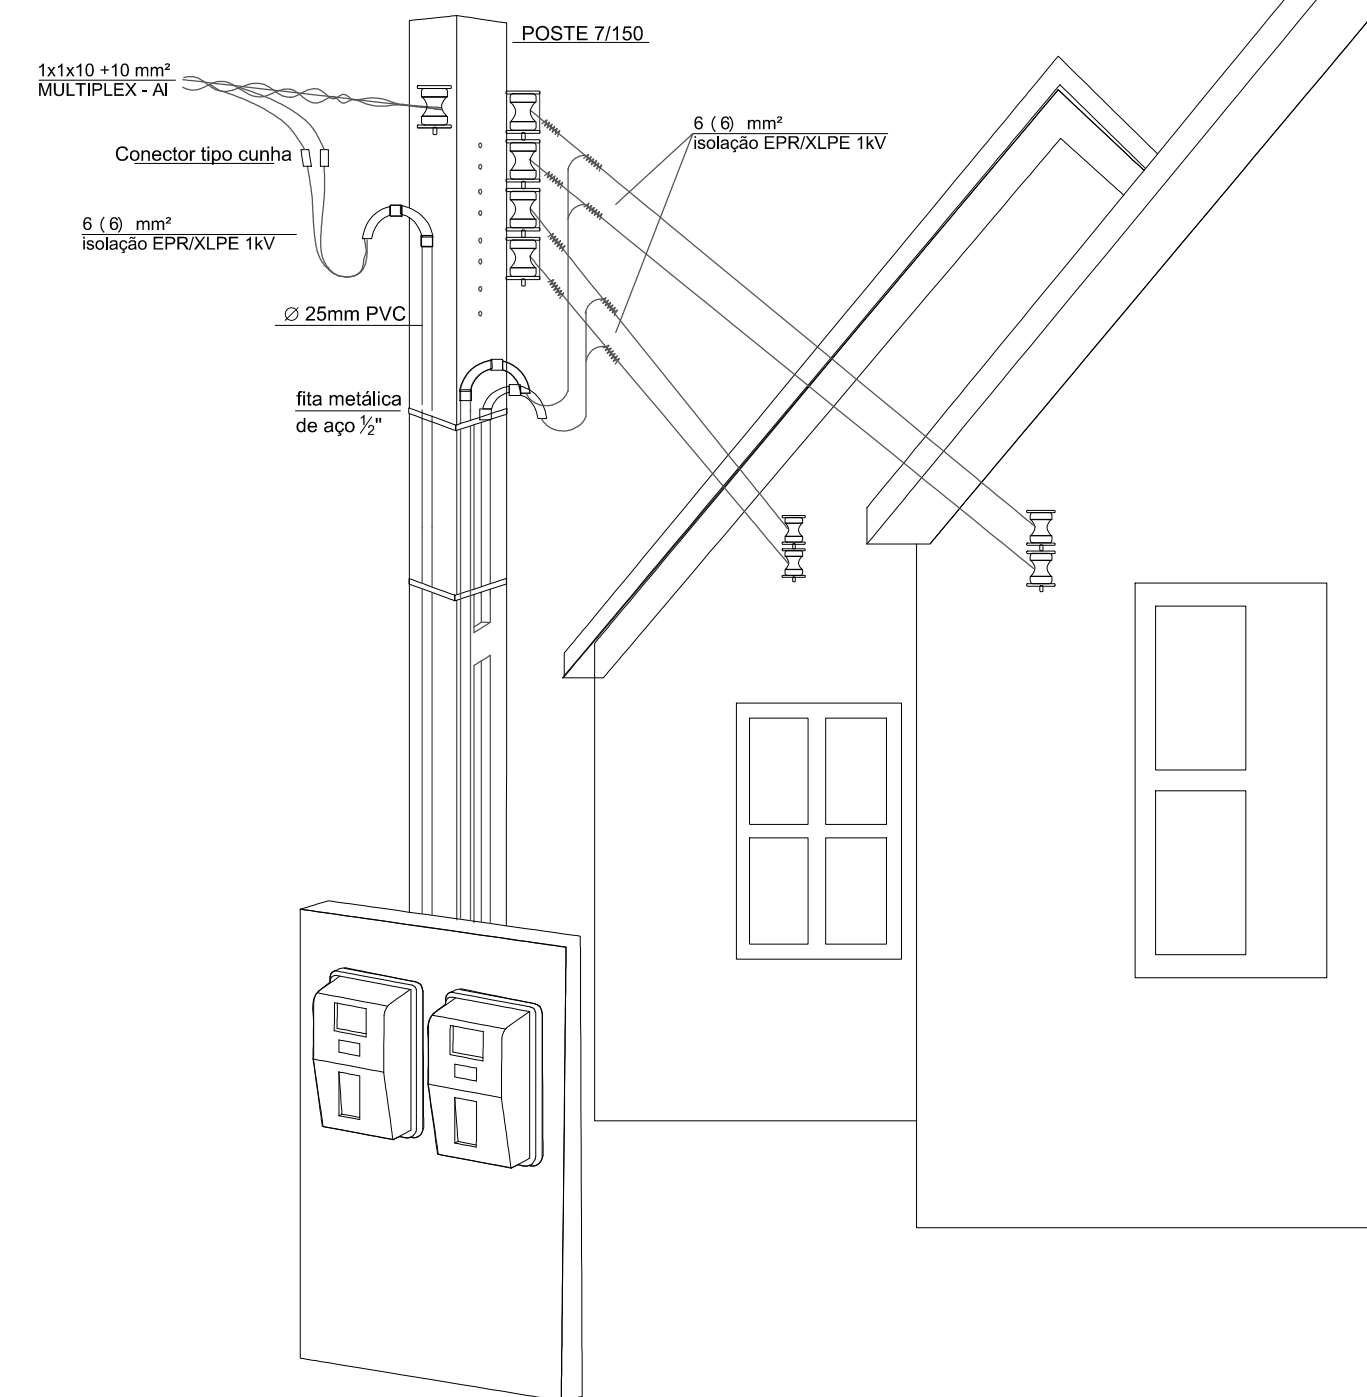 POSTE 7/150
1x1x10 +10 mm²
MULTIPLEX - Al
6 (6) mm²
isolação EPR/XLPE 1kV
Conector tipo cunha
6 (6) mm²
isolação EPR/XLPE 1kV
Ø 25mm PVC
fita metálica
de aço ½"